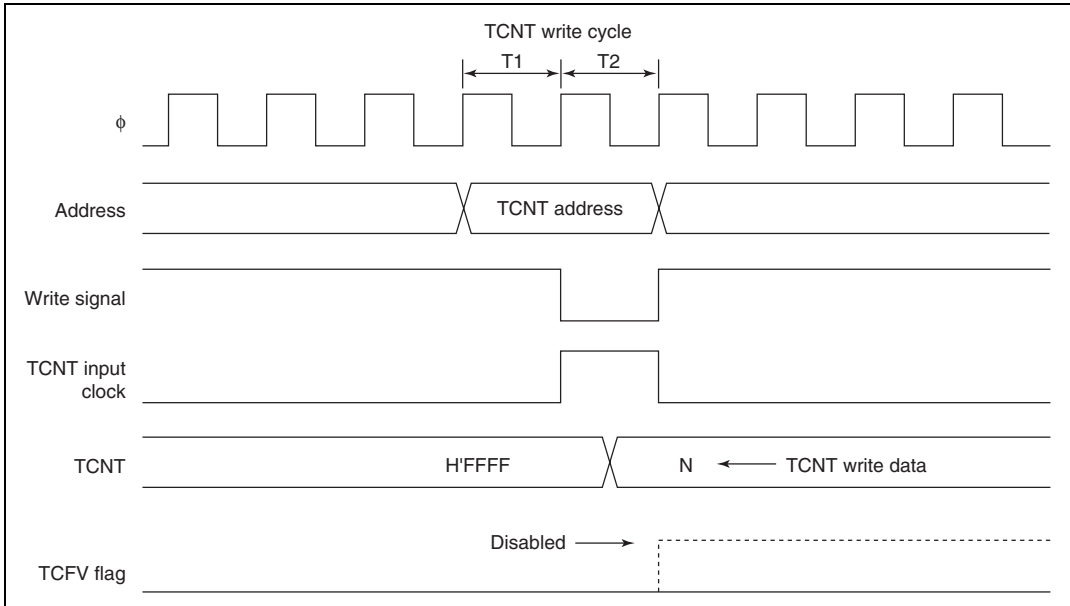 TCNT write cycle
T1 T2
ϕ
Address
TCNT address
Write signal
TCNT input
clock
TCNT
H'FFFF
N
TCNT write data
Disabled
TCFV flag